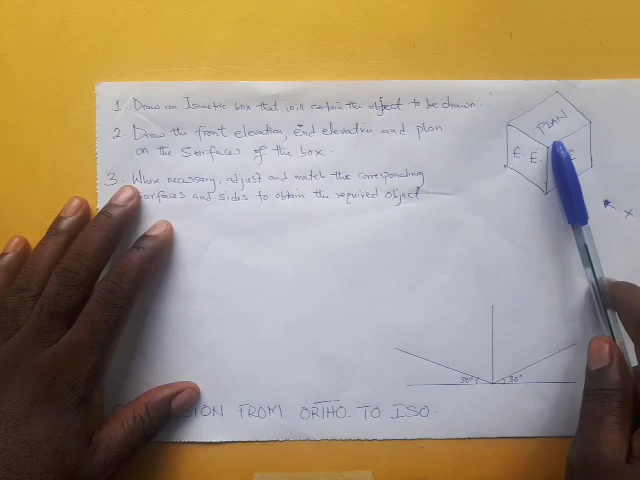 1. Draw an Isometric box that will contain the object to be drawn.
2. Draw the front elevation, End elevation and plan
on the Surfaces of the box.
3. Where necessary, adjust and match the corresponding
surfaces and sides to obtain the required object
PLAN
E. E.
E
X
30° 30°
FROM ORTHO. TO ISO.